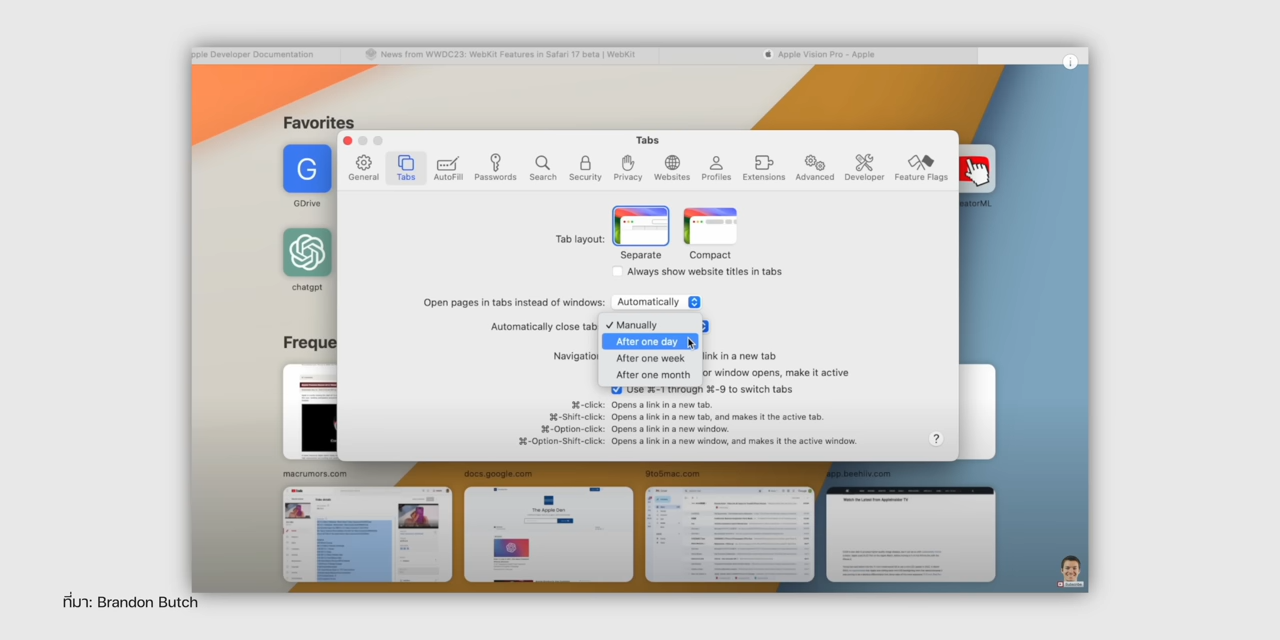 pple Developer Documentation
News from WWDC23: WebKit Features in Safari 17 beta | WebKit
Apple Vision Pro - Apple
Favorites
Tabs
General
Tabs
AutoFill
Passwords
Search
Security
Privacy
Websites
Profiles
Extensions
Advanced
Developer
Feature Flags
G
GDrive
eatorML
chatgpt
Tab layout:
Separate
Compact
Always show website titles in tabs
Open pages in tabs instead of windows: Automatically
Automatically close tab
✓ Manually
After one day
After one week
After one month
Navigation
link in a new tab
or window opens, make it active
Use ⌘-1 through ⌘-9 to switch tabs
⌘-click: Opens a link in a new tab.
⌘-Shift-click: Opens a link in a new tab, and makes it the active tab.
⌘-Option-click: Opens a link in a new window.
⌘-Option-Shift-click: Opens a link in a new window, and makes it the active window.
?
Freque
macrumors.com
docs.google.com
9to5mac.com
app.beehiiv.com
The Apple Den
Subscribe
ที่มา: Brandon Butch